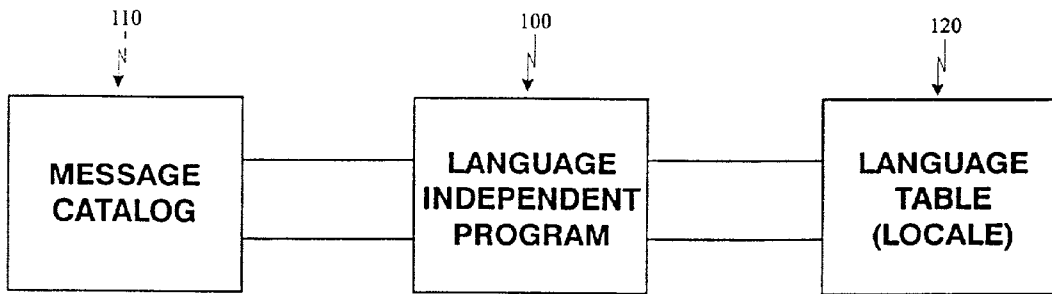 110
100
120
MESSAGE
CATALOG
LANGUAGE
INDEPENDENT
PROGRAM
LANGUAGE
TABLE
(LOCALE)